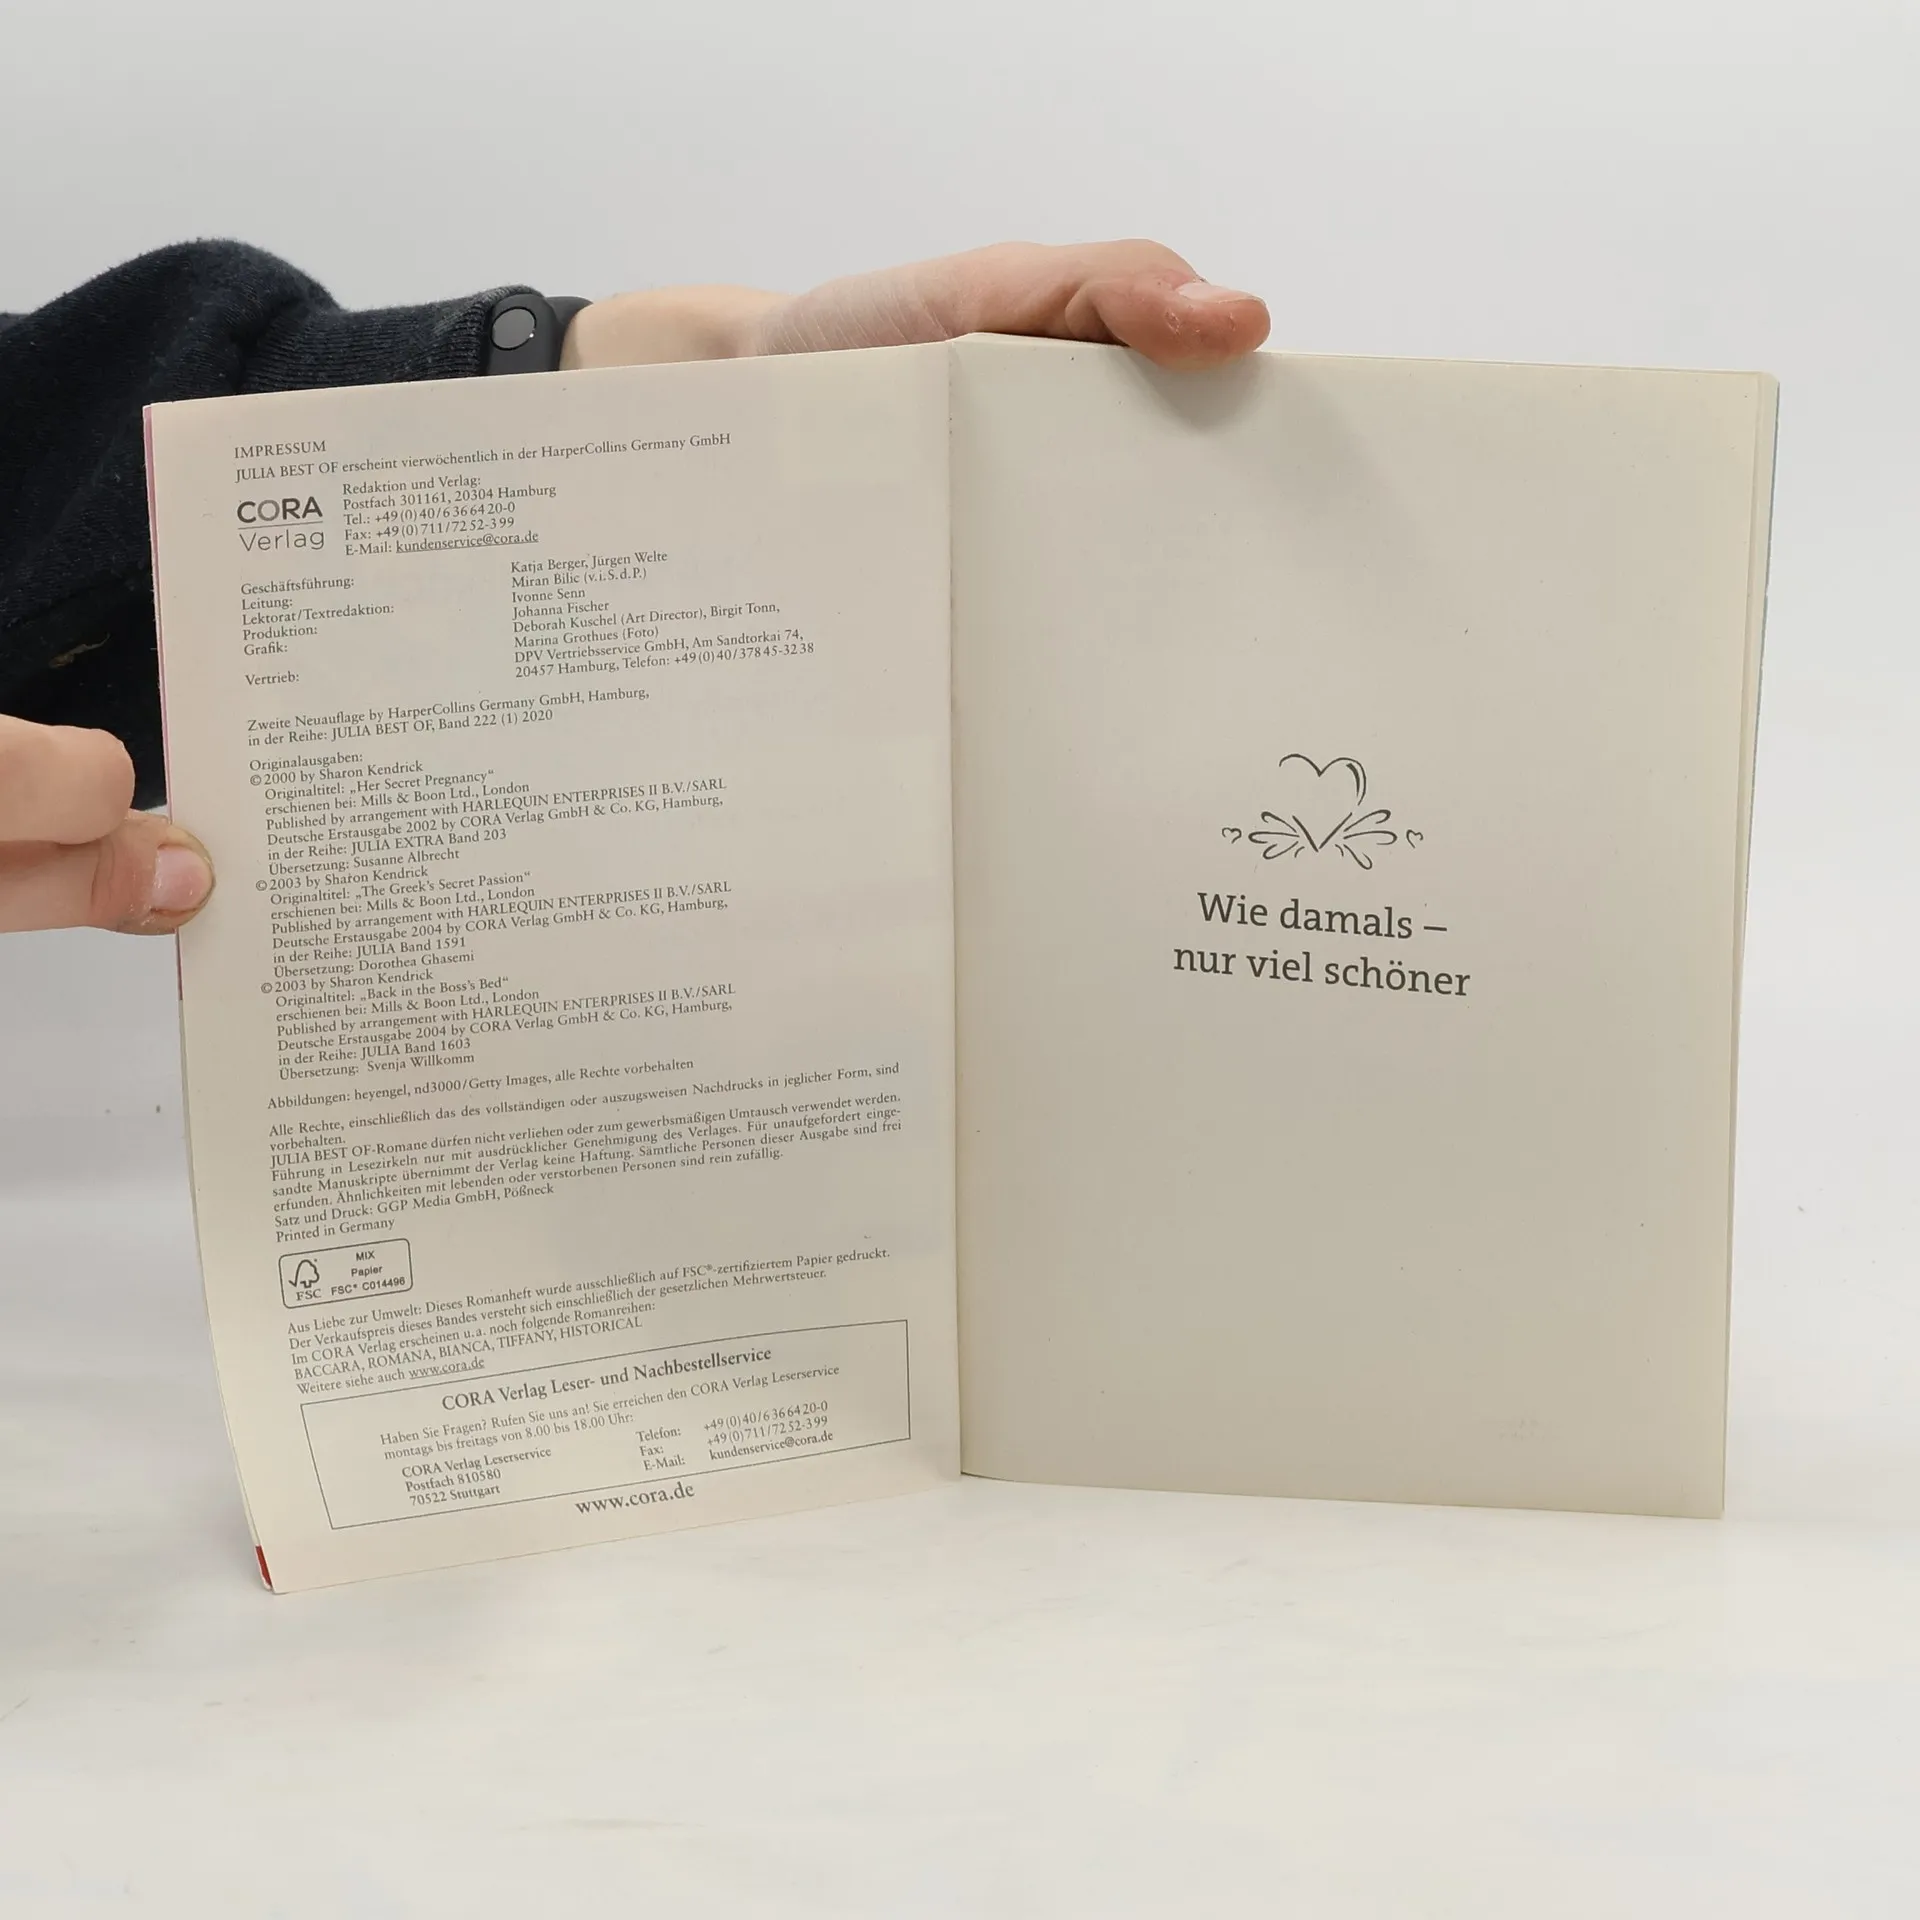 IMPRESSUM
JULIA BEST OF erscheint vierwöchentlich in der HarperCollins Germany GmbH
CORA
Verlag
Redaktion und Verlag:
Postfach 301161, 20304 Hamburg
Tel.: +49(0)40/6366420-0
Fax: +49(0)711/7252-399
E-Mail: kundenservice@cora.de
Geschäftsführung:
Leitung:
Lektorat/Textredaktion:
Produktion:
Grafik:
Vertrieb:
Katja Berger, Jürgen Welte
Miran Bilic (v.i.S.d.P.)
Ivonne Senn
Johanna Fischer
Deborah Kuschel (Art Director), Birgit Tonn,
Marina Grothues (Foto)
DPV Vertriebsservice GmbH, Am Sandtorkai 74,
20457 Hamburg, Telefon: +49(0)40/37845-3238
Zweite Neuauflage by HarperCollins Germany GmbH, Hamburg,
in der Reihe: JULIA BEST OF, Band 222 (1) 2020
Originalausgaben:
©2000 by Sharon Kendrick
Originaltitel: „Her Secret Pregnancy“
erschienen bei: Mills & Boon Ltd., London
Published by arrangement with HARLEQUIN ENTERPRISES II B.V./SARL
Deutsche Erstausgabe 2002 by CORA Verlag GmbH & Co. KG, Hamburg,
in der Reihe: JULIA EXTRA Band 203
Übersetzung: Susanne Albrecht
©2003 by Sharon Kendrick
Originaltitel: „The Greek's Secret Passion“
erschienen bei: Mills & Boon Ltd., London
Published by arrangement with HARLEQUIN ENTERPRISES II B.V./SARL
Deutsche Erstausgabe 2004 by CORA Verlag GmbH & Co. KG, Hamburg,
in der Reihe: JULIA Band 1591
Übersetzung: Dorothea Ghasemi
©2003 by Sharon Kendrick
Originaltitel: „Back in the Boss's Bed“
erschienen bei: Mills & Boon Ltd., London
Published by arrangement with HARLEQUIN ENTERPRISES II B.V./SARL
Deutsche Erstausgabe 2004 by CORA Verlag GmbH & Co. KG, Hamburg,
in der Reihe: JULIA Band 1603
Übersetzung: Svenja Willkomm
Abbildungen: heyengel, nd3000/Getty Images, alle Rechte vorbehalten
Alle Rechte, einschließlich das des vollständigen oder auszugsweisen Nachdrucks in jeglicher Form, sind
vorbehalten.
JULIA BEST OF-Romane dürfen nicht verliehen oder zum gewerbsmäßigen Umtausch verwendet werden.
Führung in Lesezirkeln nur mit ausdrücklicher Genehmigung des Verlages. Für unaufgefordert einge-
sandte Manuskripte übernimmt der Verlag keine Haftung. Sämtliche Personen dieser Ausgabe sind frei
erfunden. Ähnlichkeiten mit lebenden oder verstorbenen Personen sind rein zufällig.
Satz und Druck: GGP Media GmbH, Pößneck
Printed in Germany
FSC
MIX
Papier
FSC® C014496
Aus Liebe zur Umwelt: Dieses Romanheft wurde ausschließlich auf FSC®-zertifiziertem Papier gedruckt.
Der Verkaufspreis dieses Bandes versteht sich einschließlich der gesetzlichen Mehrwertsteuer.
Im CORA Verlag erscheinen u.a. noch folgende Romanreihen:
BACCARA, ROMANA, BIANCA, TIFFANY, HISTORICAL
Weitere siehe auch www.cora.de
CORA Verlag Leser- und Nachbestellservice
Haben Sie Fragen? Rufen Sie uns an! Sie erreichen den CORA Verlag Leserservice
montags bis freitags von 8.00 bis 18.00 Uhr:
CORA Verlag Leserservice
Postfach 810580
70522 Stuttgart
Telefon: +49(0)40/6366420-0
Fax: +49(0)711/7252-399
E-Mail: kundenservice@cora.de
www.cora.de
Wie damals –
nur viel schöner